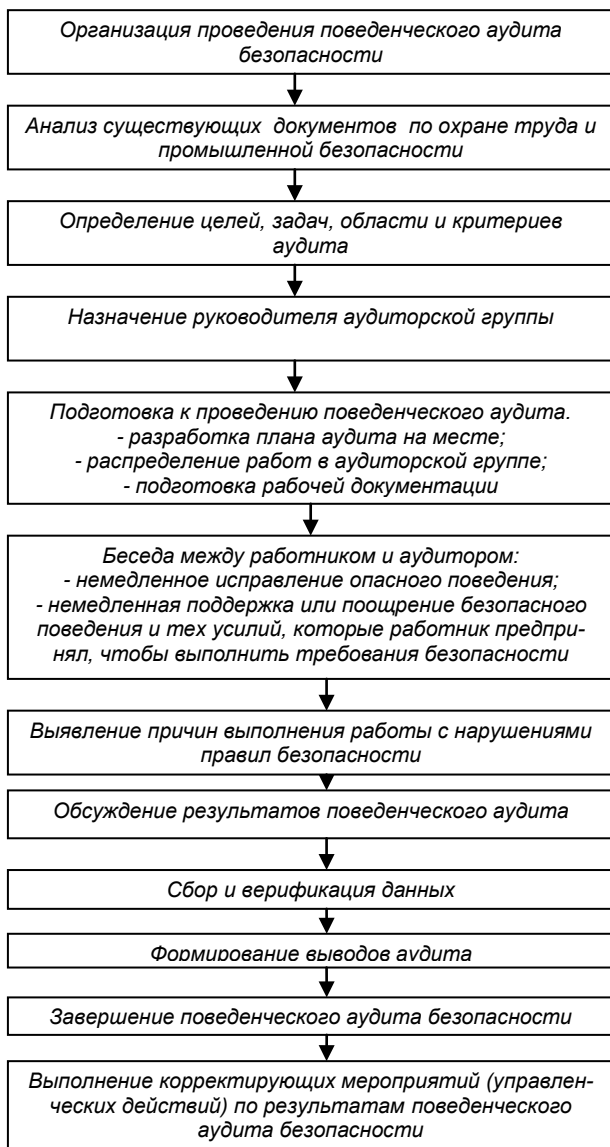 Организация проведения поведенческого аудита
безопасности
Анализ существующих документов по охране труда и
промышленной безопасности
Определение целей, задач, области и критериев
аудита
Назначение руководителя аудиторской группы
Подготовка к проведению поведенческого аудита.
- разработка плана аудита на месте;
- распределение работ в аудиторской группе;
- подготовка рабочей документации
Беседа между работником и аудитором:
- немедленное исправление опасного поведения;
- немедленная поддержка или поощрение безопасного
поведения и тех усилий, которые работник предпри-
нял, чтобы выполнить требования безопасности
Выявление причин выполнения работы с нарушениями
правил безопасности
Обсуждение результатов поведенческого аудита
Сбор и верификация данных
Формирование выводов аудита
Завершение поведенческого аудита безопасности
Выполнение корректирующих мероприятий (управлен-
ческих действий) по результатам поведенческого
аудита безопасности